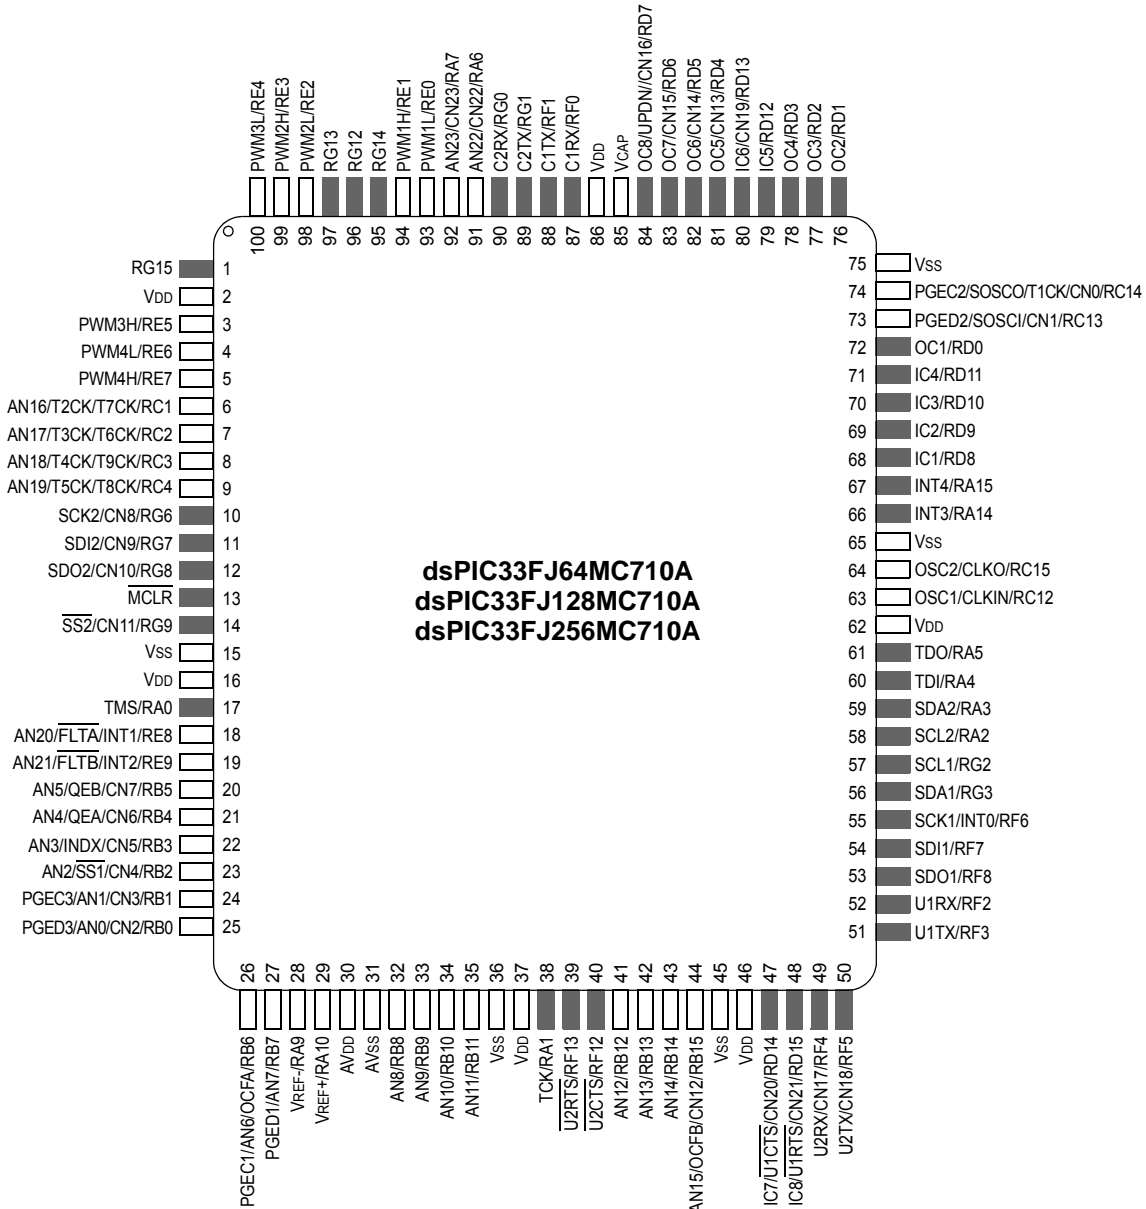 PWM3L/RE4
PWM2H/RE3
PWM2L/RE2
RG13
RG12
RG14
PWM1H/RE1
PWM1L/RE0
AN23/CN23/RA7
AN22/CN22/RA6
C2RX/RG0
C2TX/RG1
C1TX/RF1
C1RX/RF0
VDD
VCAP
OC8/UPDN//CN16/RD7
OC7/CN15/RD6
OC6/CN14/RD5
OC5/CN13/RD4
IC6/CN19/RD13
IC5/RD12
OC4/RD3
OC3/RD2
OC2/RD1
100
99
98
97
96
95
94
93
92
91
90
89
88
87
86
85
84
83
82
81
80
79
78
77
76
RG15 1
VDD 2
PWM3H/RE5 3
PWM4L/RE6 4
PWM4H/RE7 5
AN16/T2CK/T7CK/RC1 6
AN17/T3CK/T6CK/RC2 7
AN18/T4CK/T9CK/RC3 8
AN19/T5CK/T8CK/RC4 9
SCK2/CN8/RG6 10
SDI2/CN9/RG7 11
SDO2/CN10/RG8 12
MCLR 13
SS2/CN11/RG9 14
VSS 15
VDD 16
TMS/RA0 17
AN20/FLTA/INT1/RE8 18
AN21/FLTB/INT2/RE9 19
AN5/QEB/CN7/RB5 20
AN4/QEA/CN6/RB4 21
AN3/INDX/CN5/RB3 22
AN2/SS1/CN4/RB2 23
PGEC3/AN1/CN3/RB1 24
PGED3/AN0/CN2/RB0 25
dsPIC33FJ64MC710A
dsPIC33FJ128MC710A
dsPIC33FJ256MC710A
75 VSS
74 PGEC2/SOSCO/T1CK/CN0/RC14
73 PGED2/SOSCI/CN1/RC13
72 OC1/RD0
71 IC4/RD11
70 IC3/RD10
69 IC2/RD9
68 IC1/RD8
67 INT4/RA15
66 INT3/RA14
65 VSS
64 OSC2/CLKO/RC15
63 OSC1/CLKIN/RC12
62 VDD
61 TDO/RA5
60 TDI/RA4
59 SDA2/RA3
58 SCL2/RA2
57 SCL1/RG2
56 SDA1/RG3
55 SCK1/INT0/RF6
54 SDI1/RF7
53 SDO1/RF8
52 U1RX/RF2
51 U1TX/RF3
26
27
28
29
30
31
32
33
34
35
36
37
38
39
40
41
42
43
44
45
46
47
48
49
50
PGEC1/AN6/OCFA/RB6
PGED1/AN7/RB7
VREF-/RA9
VREF+/RA10
AVDD
AVSS
AN8/RB8
AN9/RB9
AN10/RB10
AN11/RB11
VSS
VDD
TCK/RA1
U2RTS/RF13
U2CTS/RF12
AN12/RB12
AN13/RB13
AN14/RB14
AN15/OCFB/CN12/RB15
VSS
VDD
IC7/U1CTS/CN20/RD14
IC8/U1RTS/CN21/RD15
U2RX/CN17/RF4
U2TX/CN18/RF5